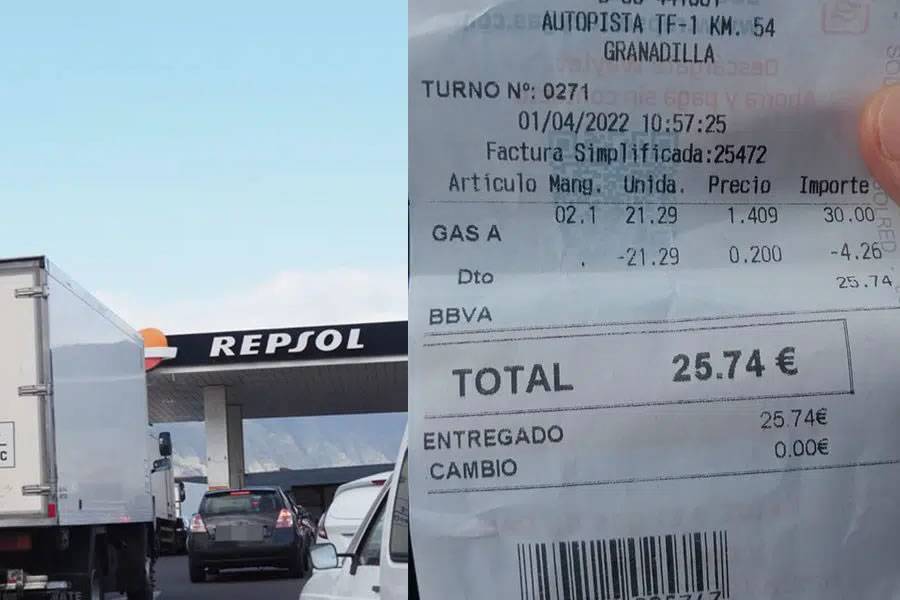 REPSOL
AUTOPISTA TF-1 KM. 54
GRANADILLA
TURNO Nº: 0271
01/04/2022 10:57:25
Factura Simplificada:25472
Artículo Mang. Unida. Precio Importe
02.1 21.29 1.409 30.00
GAS A
-21.29 0.200 -4.26
Dto
25.74
BBVA
TOTAL 25.74 €
25.74€
ENTREGADO
0.00€
CAMBIO